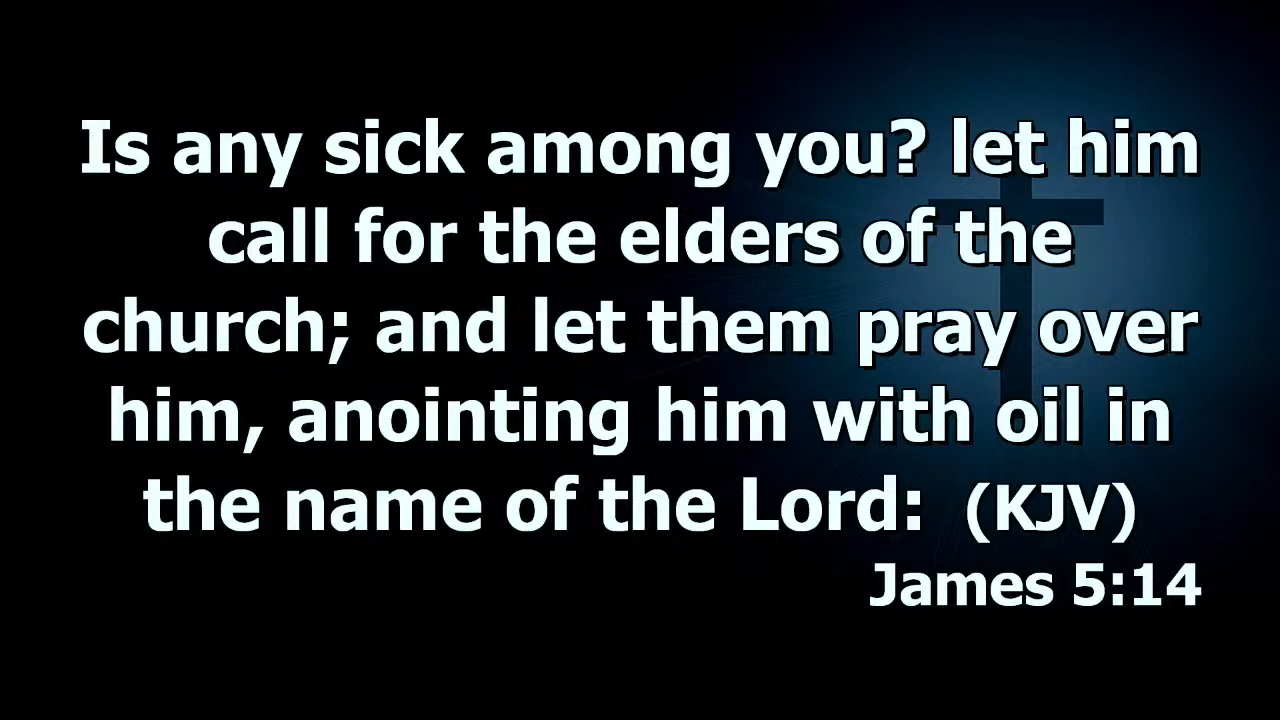 Is any sick among you? let him
call for the elders of the
church; and let them pray over
him, anointing him with oil in
the name of the Lord:  (KJV)
James 5:14